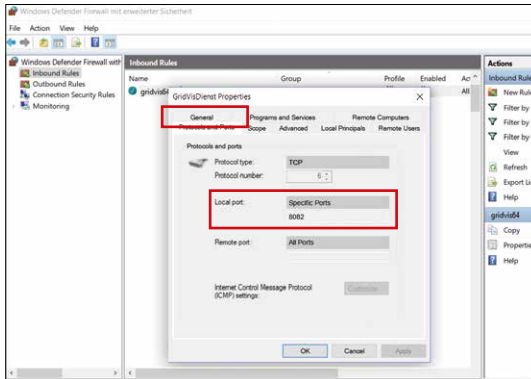 Windows Defender Firewall mit erweiterter Sicherheit
File Action View Help
Windows Defender Firewall with
Inbound Rules
Outbound Rules
Connection Security Rules
Monitoring
Inbound Rules
Name Group Profile Enabled
gridvis64 All
GridVisDienst Properties
General Programs and Services Remote Computers
Protocols and Ports Scope Advanced Local Principals Remote Users
Protocols and ports
Protocol type: TCP
Protocol number: 6
Local port: Specific Ports
8082
Remote port: All Ports
Internet Control Message Protocol
(ICMP) settings: Customize
OK Cancel Apply
Actions
Inbound Rule
New Rul
Filter by
Filter by
Filter by
View
Refresh
Export Li
Help
gridvis64
Copy
Propertie
Help